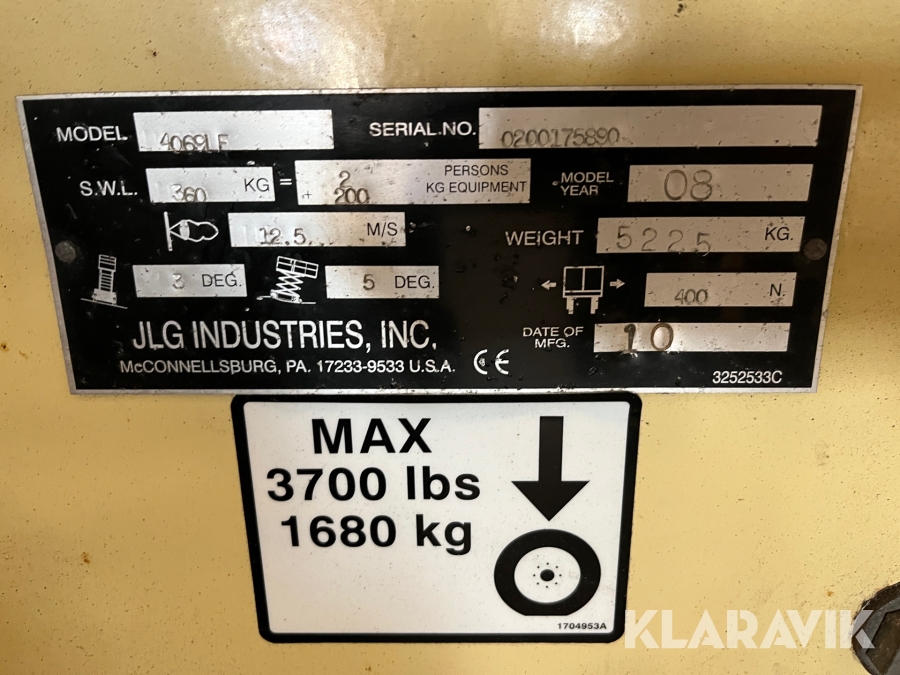 MODEL 4069LE SERIAL NO. 0200175890
S.W.L. 360 KG = 2 PERSONS
+ 200 KG EQUIPMENT
MODEL YEAR 08
12.5 M/S
WEIGHT 5225 KG.
3 DEG. 5 DEG.
400 N
JLG INDUSTRIES, INC.
DATE OF MFG. 10
McCONNELLSBURG, PA. 17233-9533 U.S.A. CE
3252533C
MAX
3700 lbs
1680 kg
1704953A
KLARAVIK